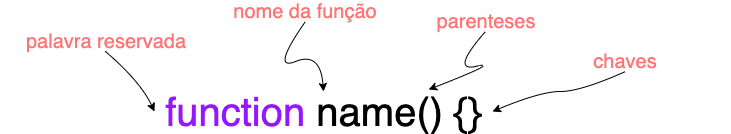 nome da função
parenteses
palavra reservada
chaves
function name() {}